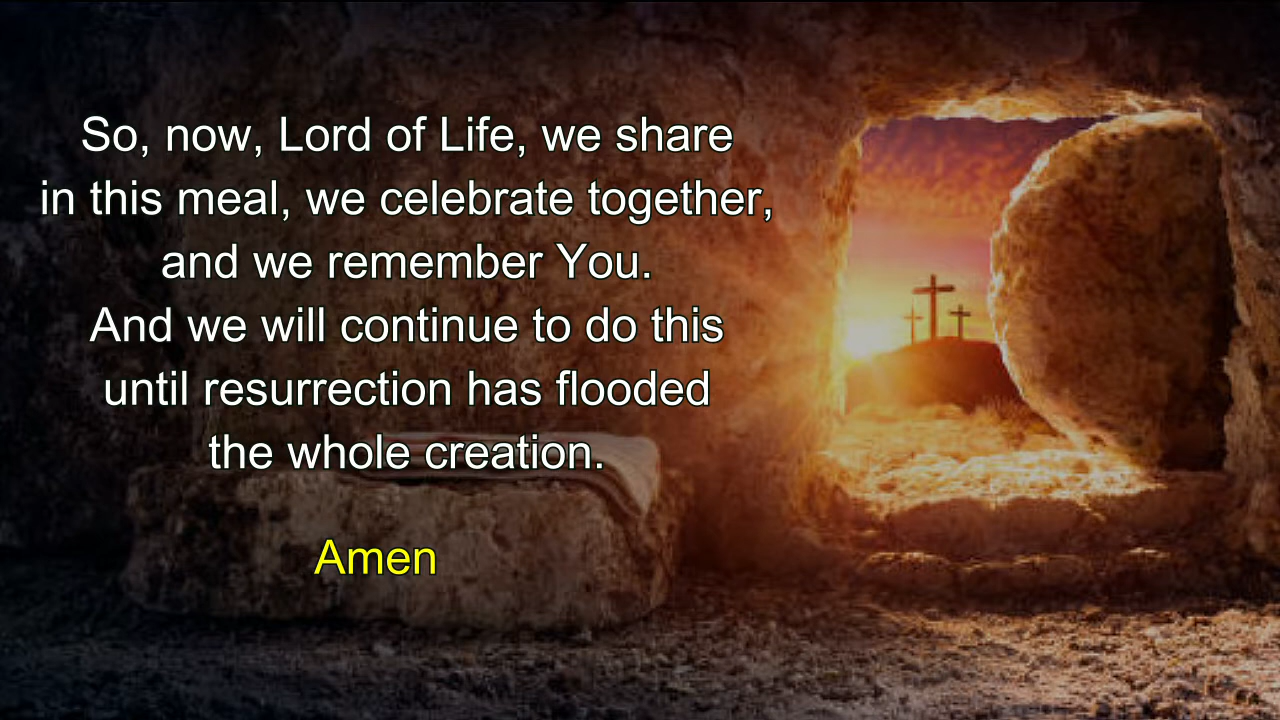 So, now, Lord of Life, we share
in this meal, we celebrate together,
and we remember You.
And we will continue to do this
until resurrection has flooded
the whole creation.
Amen